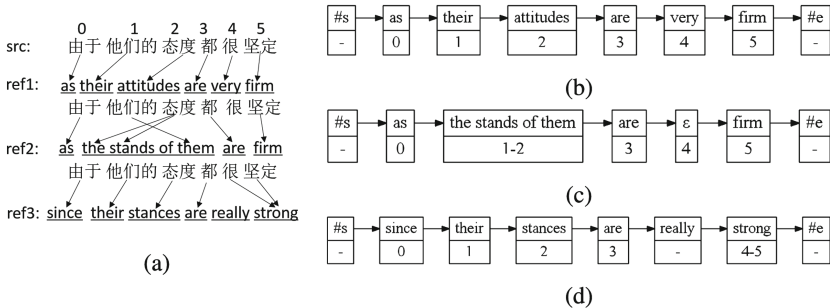 0 1 2 3 4 5
src: 由于 他们的 态度 都 很 坚定
ref1: as their attitudes are very firm
由于 他们的 态度 都 很 坚定
ref2: as the stands of them are firm
由于 他们的 态度 都 很 坚定
ref3: since their stances are really strong
(a)
#s as their attitudes are very firm #e
- 0 1 2 3 4 5 -
(b)
#s as the stands of them are ε firm #e
- 0 1-2 3 4 5 -
(c)
#s since their stances are really strong #e
- 0 1 2 3 - 4-5 -
(d)